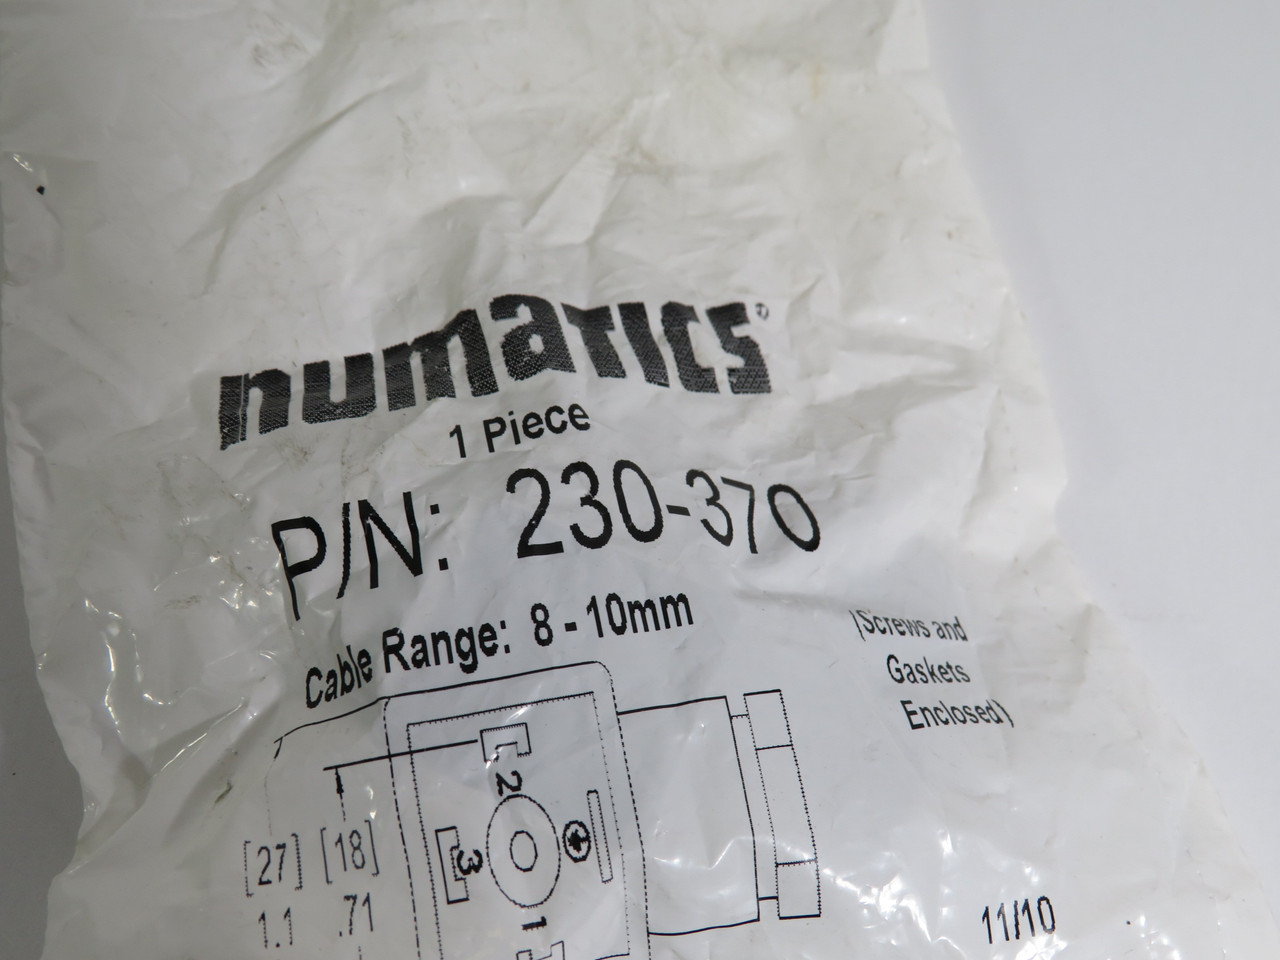 numatics®
1 Piece
P/N: 230-370
Cable Range: 8 - 10mm
(Screws and
Gaskets
Enclosed)
2
3
1
[27] [18]
1.1 .71
11/10